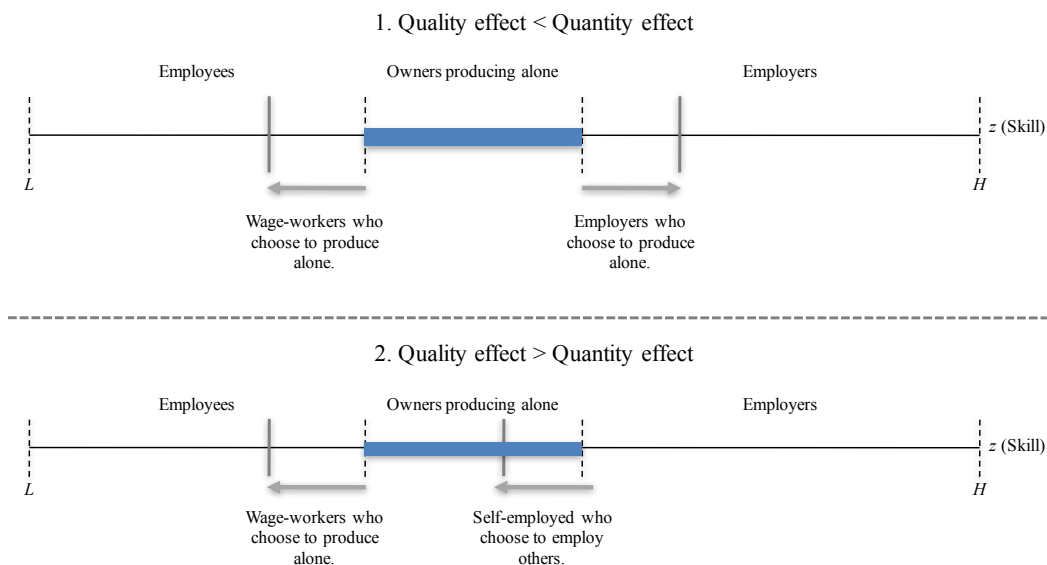 1. Quality effect < Quantity effect
Employees
Owners producing alone
Employers
z (Skill)
L
H
Wage-workers who
choose to produce
alone.
Employers who
choose to produce
alone.
2. Quality effect > Quantity effect
Employees
Owners producing alone
Employers
z (Skill)
L
H
Wage-workers who
choose to produce
alone.
Self-employed who
choose to employ
others.